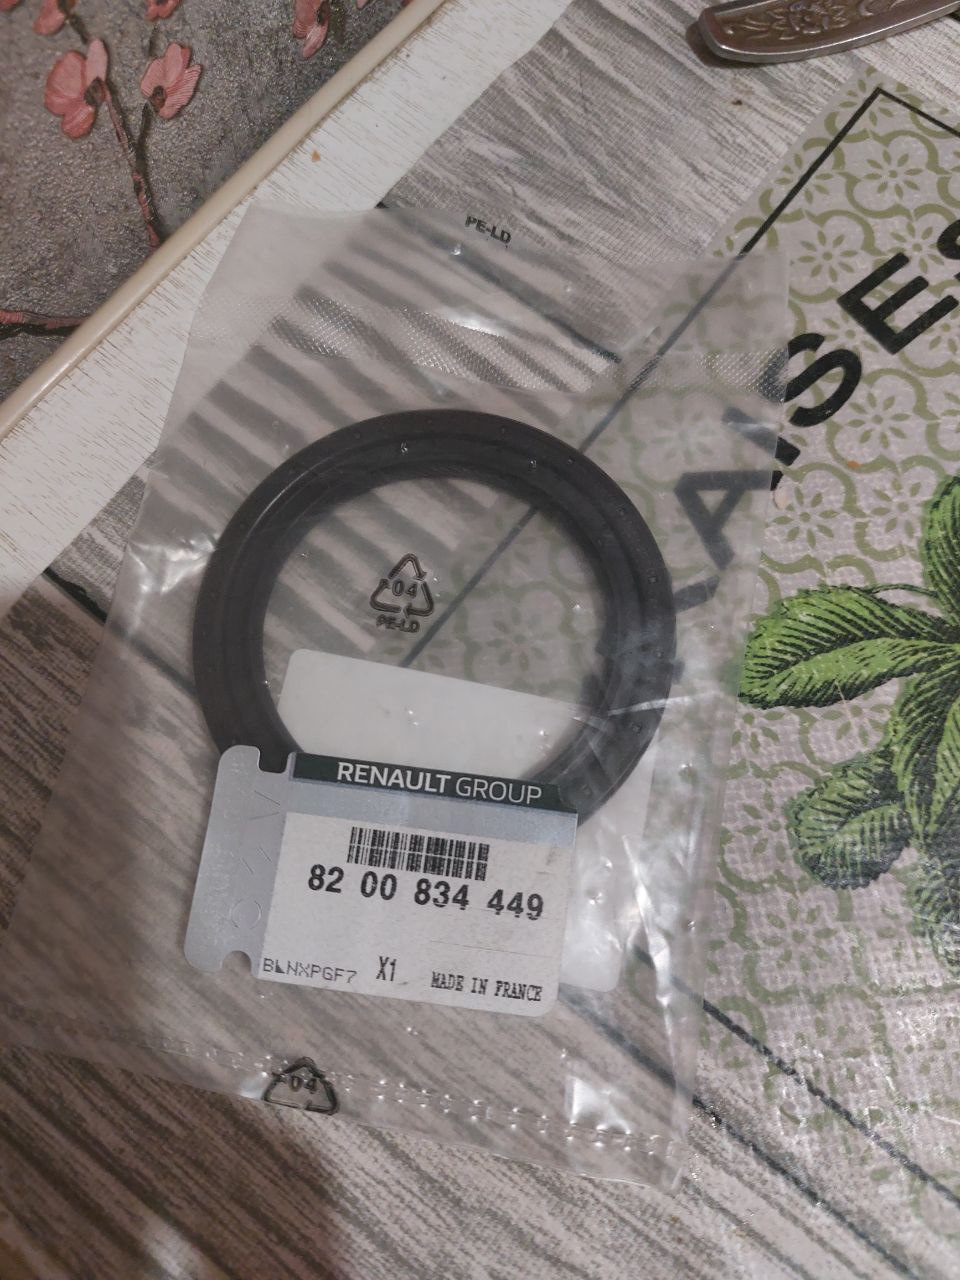 PE-LD
04
PE-LD
RENAULT GROUP
82 00 834 449
BLNXPGF7 X1 MADE IN FRANCE
04